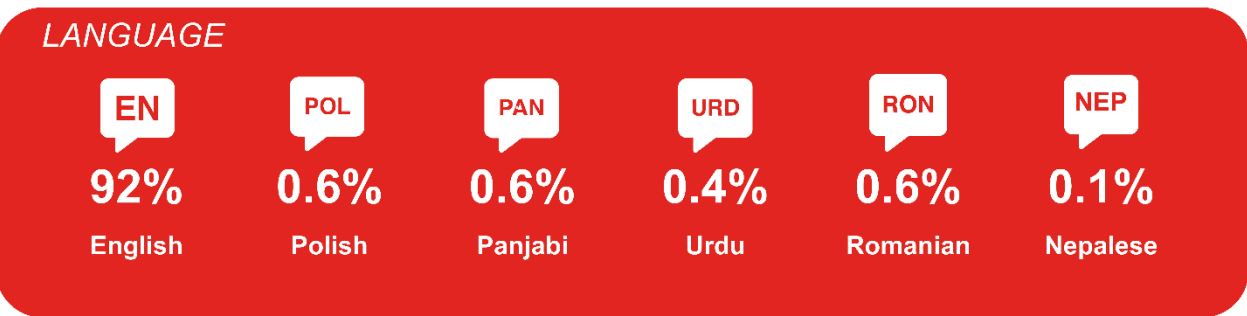 LANGUAGE
EN POL PAN URD RON NEP
92% 0.6% 0.6% 0.4% 0.6% 0.1%
English Polish Panjabi Urdu Romanian Nepalese